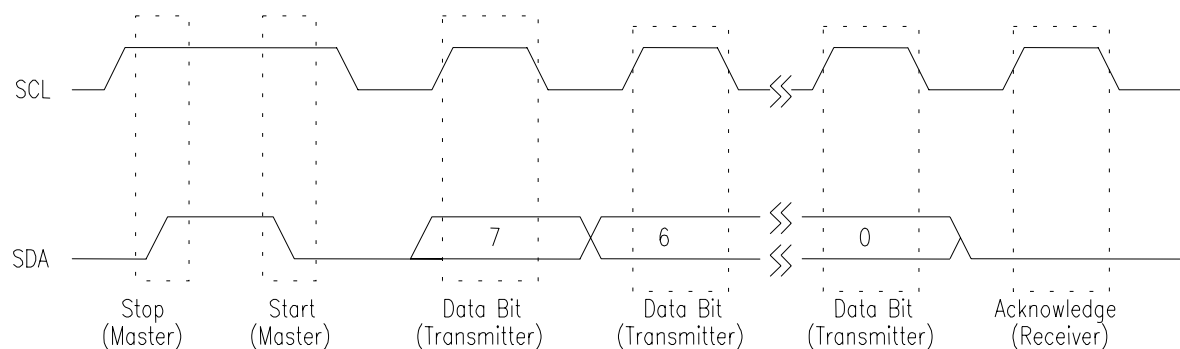 SCL
SDA
7
6
0
Stop
(Master)
Start
(Master)
Data Bit
(Transmitter)
Data Bit
(Transmitter)
Data Bit
(Transmitter)
Acknowledge
(Receiver)